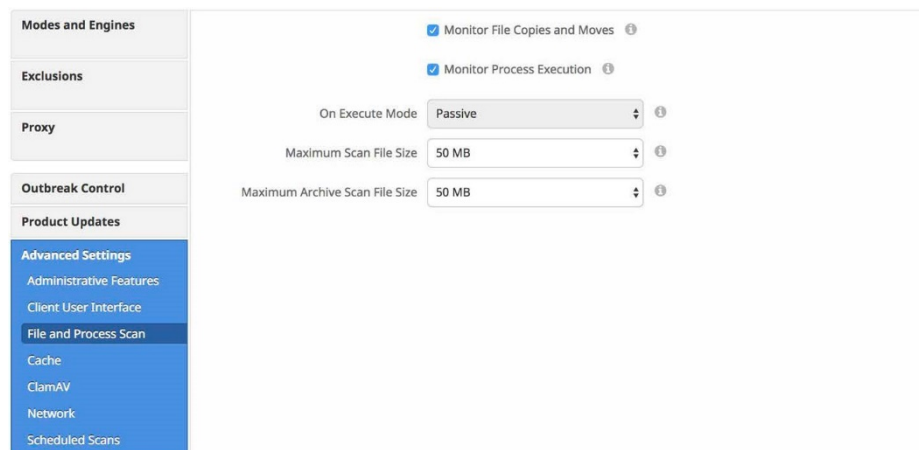 Modes and Engines
Exclusions
Proxy
Outbreak Control
Product Updates
Advanced Settings
Administrative Features
Client User Interface
File and Process Scan
Cache
ClamAV
Network
Scheduled Scans
Monitor File Copies and Moves
Monitor Process Execution
On Execute Mode Passive
Maximum Scan File Size 50 MB
Maximum Archive Scan File Size 50 MB